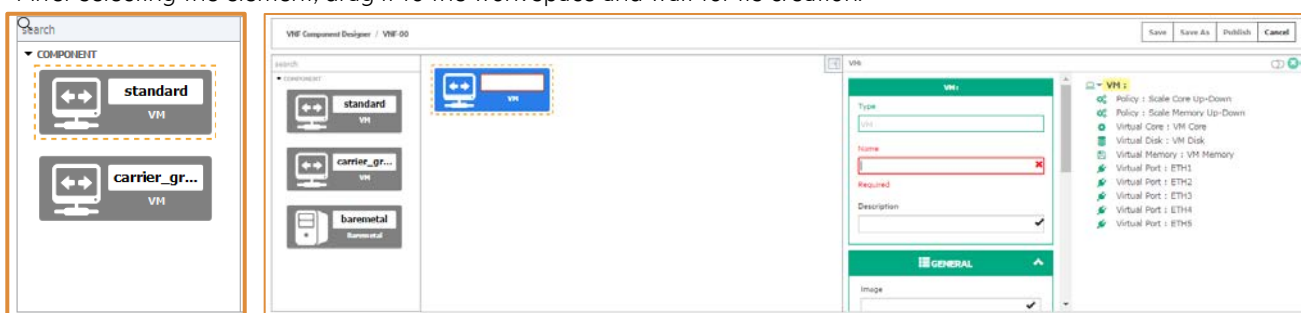 After selecting the element, drag it to the workspace and wait for its creation.
search
COMPONENT
standard
VM
carrier_gr...
VM
VNF Component Designer / VNF-00
Save
Save As
Publish
Cancel
search
COMPONENT
standard
VM
carrier_gr...
VM
baremetal
Baremetal
VM
VM:
VM:
Type
VM
Name
Required
Description
GENERAL
Image
VM :
Policy : Scale Core Up-Down
Policy : Scale Memory Up-Down
Virtual Core : VM Core
Virtual Disk : VM Disk
Virtual Memory : VM Memory
Virtual Port : ETH1
Virtual Port : ETH2
Virtual Port : ETH3
Virtual Port : ETH4
Virtual Port : ETH5